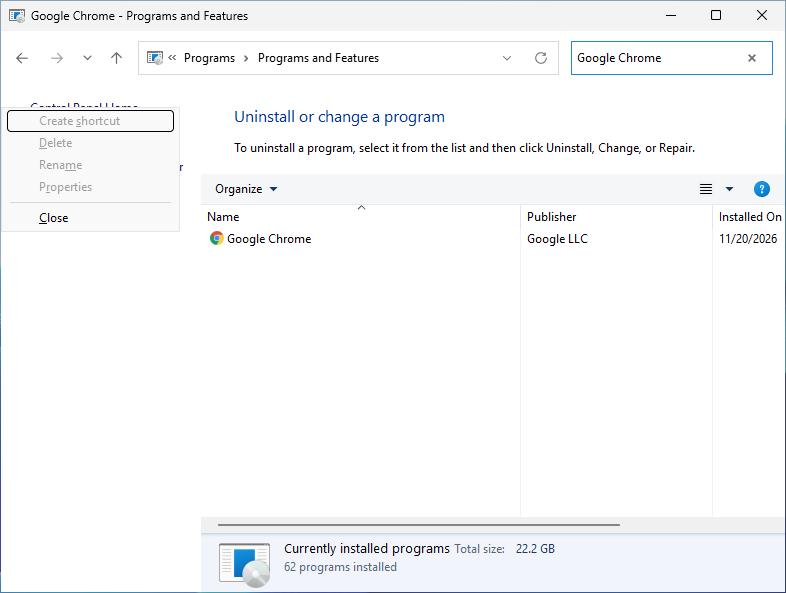 Google Chrome - Programs and Features
« Programs › Programs and Features
Google Chrome
Control Panel Home
Create shortcut
Delete
Rename
Properties
Close
r
Uninstall or change a program
To uninstall a program, select it from the list and then click Uninstall, Change, or Repair.
Organize
Name Publisher Installed On
Google Chrome Google LLC 11/20/2026
Currently installed programs Total size: 22.2 GB
62 programs installed